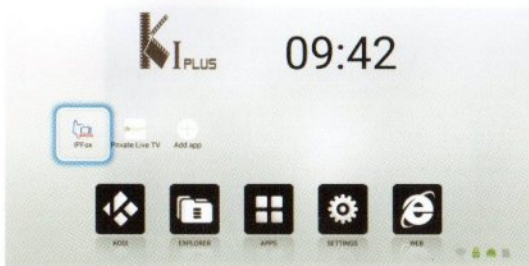 KI PLUS
09:42
IPFox Private Live TV Add app
KODI EXPLORER APPS SETTINGS WEB